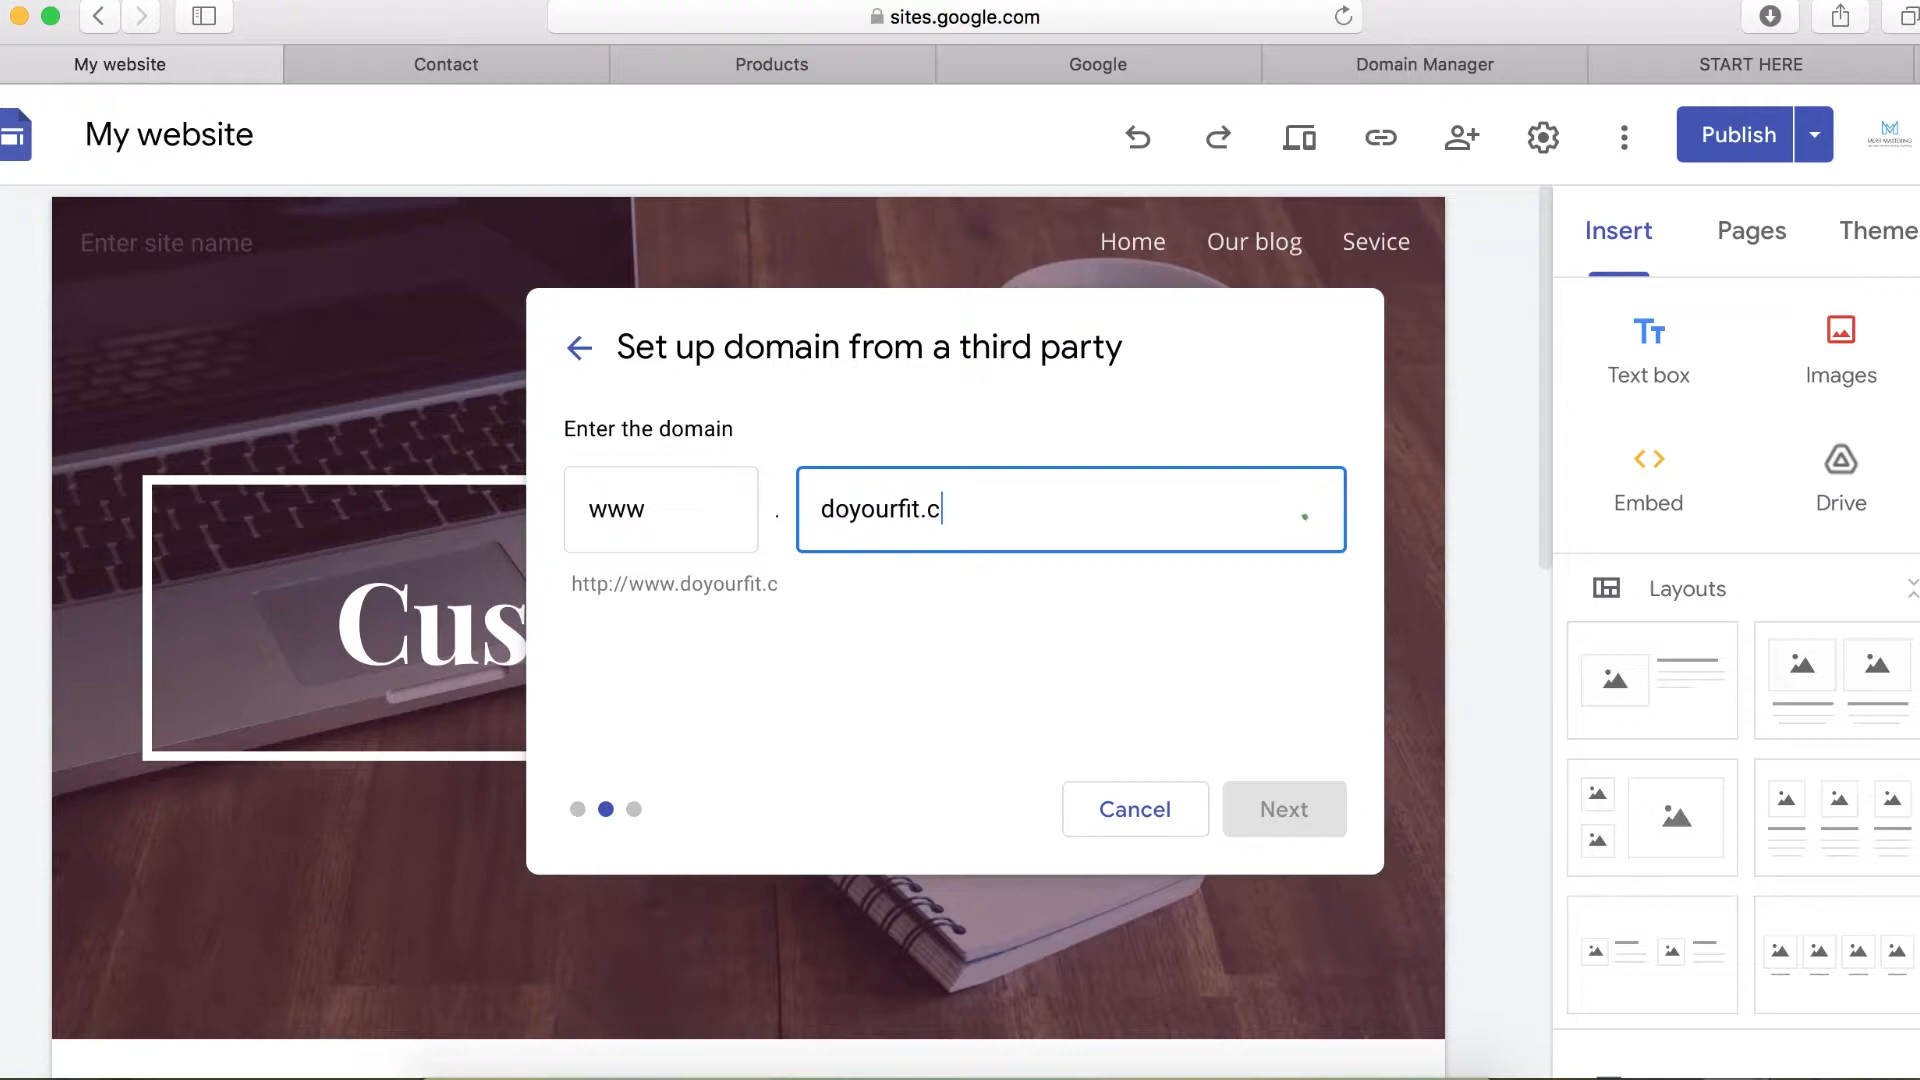 sites.google.com
My website
Contact
Products
Google
Domain Manager
START HERE
My website
Publish
Enter site name
Home
Our blog
Sevice
Insert
Pages
Theme
Set up domain from a third party
Enter the domain
www
.
doyourfit.c
http://www.doyourfit.c
Cus
Cancel
Next
Text box
Images
Embed
Drive
Layouts